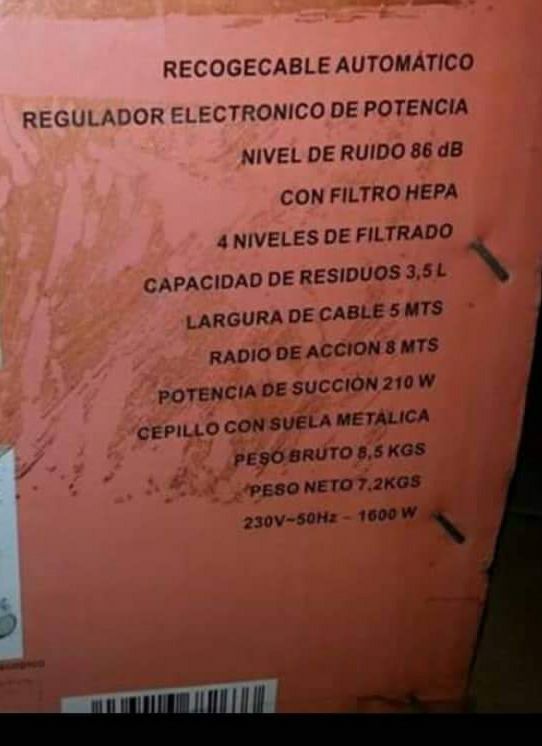 RECOGECABLE AUTOMÁTICO
REGULADOR ELECTRONICO DE POTENCIA
NIVEL DE RUIDO 86 dB
CON FILTRO HEPA
4 NIVELES DE FILTRADO
CAPACIDAD DE RESIDUOS 3,5 L
LARGURA DE CABLE 5 MTS
RADIO DE ACCION 8 MTS
POTENCIA DE SUCCIÓN 210 W
CEPILLO CON SUELA METÁLICA
PESO BRUTO 8,5 KGS
PESO NETO 7,2KGS
230V~50Hz - 1600 W